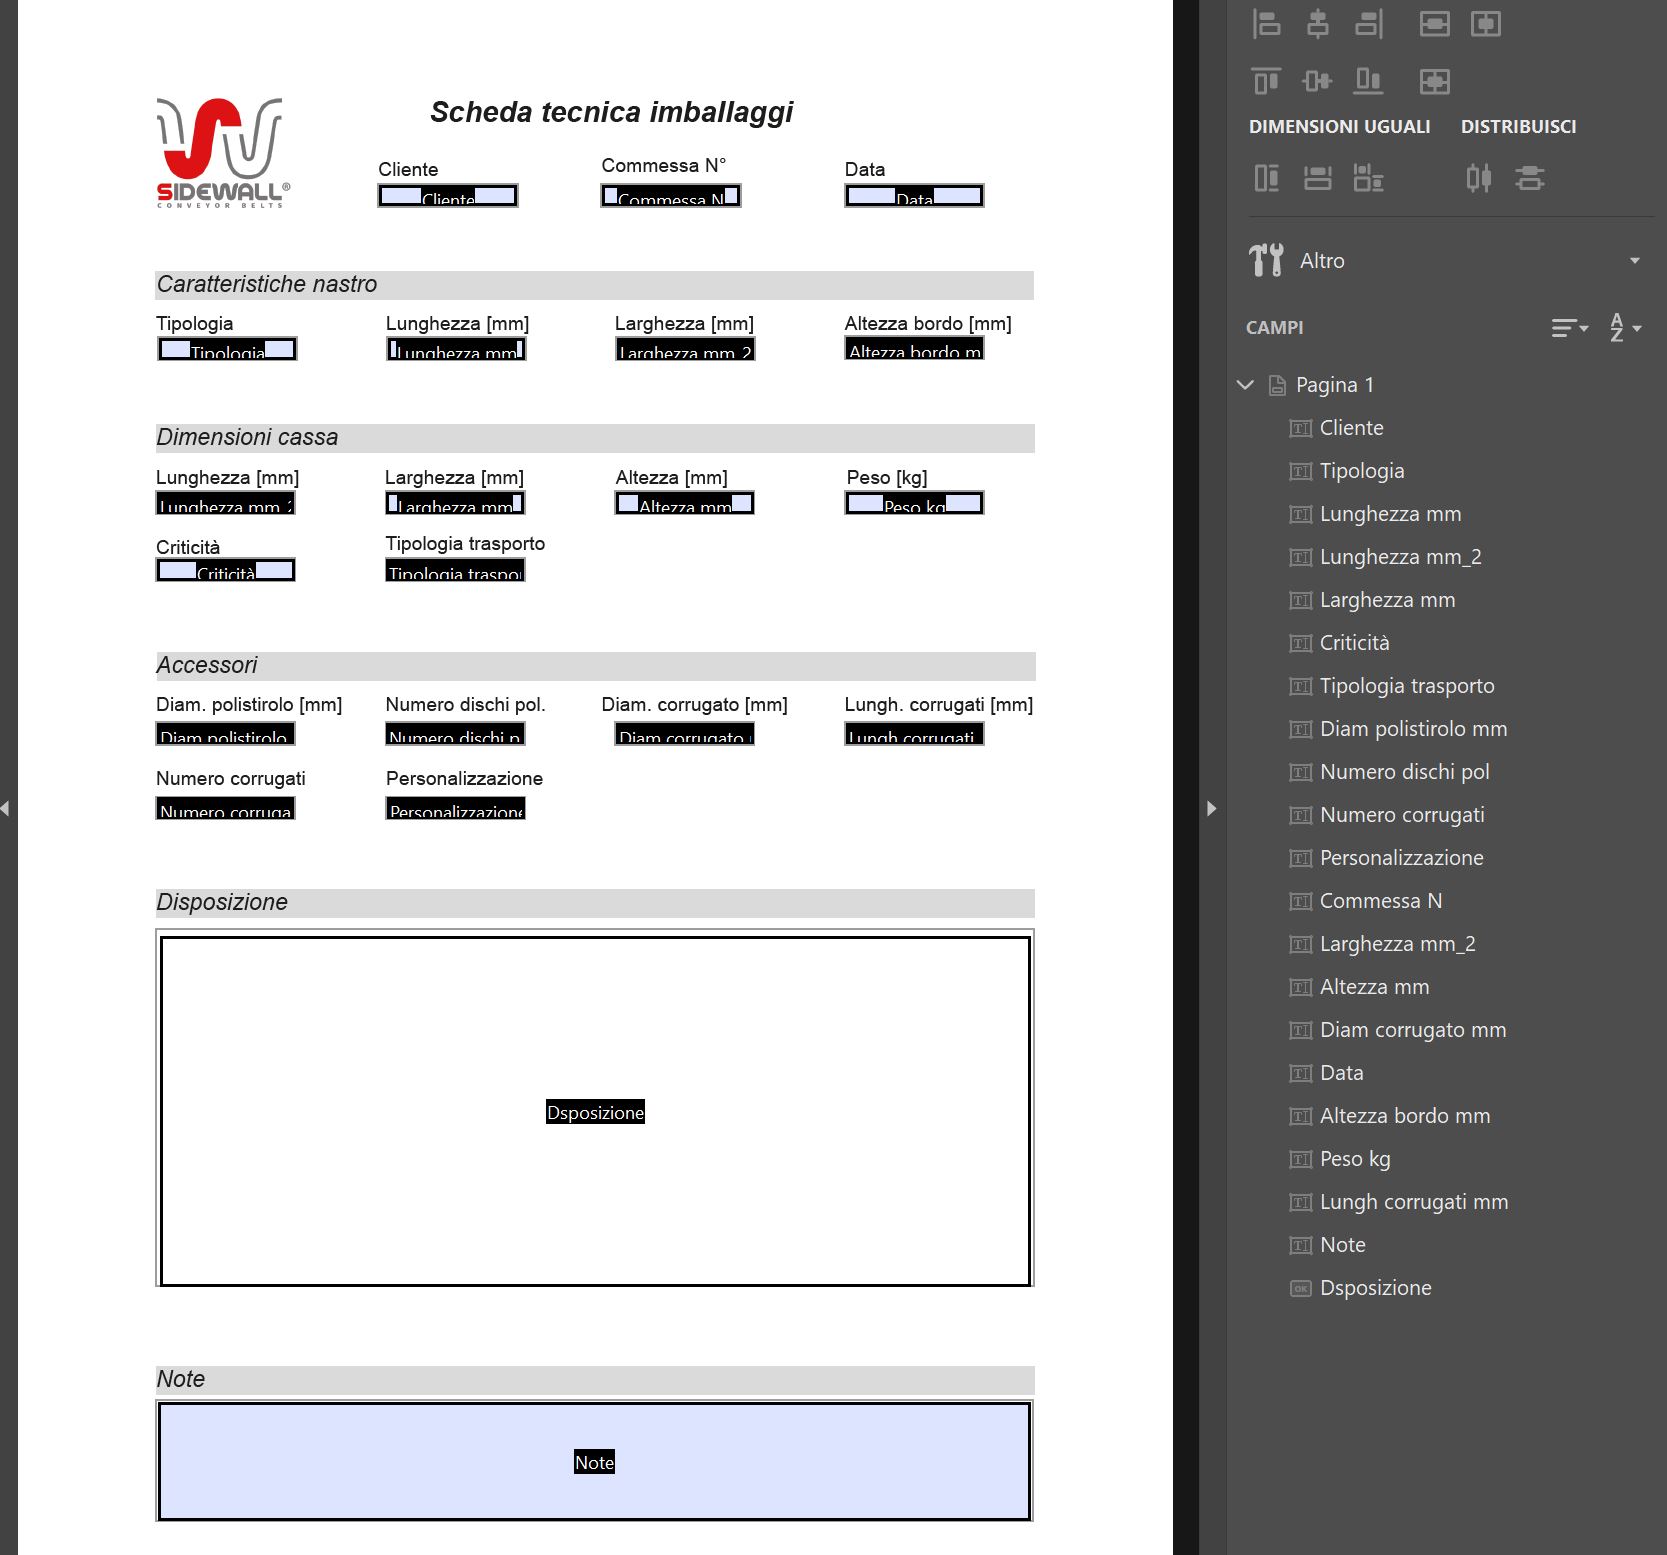 Scheda tecnica imballaggi
SIDEWALL®
CONVEYOR BELTS
Cliente
Commessa N°
Data
Cliente
Commessa N
Data
Caratteristiche nastro
Tipologia
Lunghezza [mm]
Larghezza [mm]
Altezza bordo [mm]
Tipologia
Lunghezza mm
Larghezza mm_2
Altezza bordo m
Dimensioni cassa
Lunghezza [mm]
Larghezza [mm]
Altezza [mm]
Peso [kg]
Lunghezza mm_2
Larghezza mm
Altezza mm
Peso kg
Criticità
Tipologia trasporto
Criticità
Tipologia traspo
Accessori
Diam. polistirolo [mm]
Numero dischi pol.
Diam. corrugato [mm]
Lungh. corrugati [mm]
Diam polistirolo
Numero dischi p
Diam corrugato
Lungh corrugati
Numero corrugati
Personalizzazione
Numero corruga
Personalizzazione
Disposizione
Dsposizione
Note
Note
DIMENSIONI UGUALI
DISTRIBUISCI
Altro
CAMPI
A
Z
Pagina 1
Cliente
Tipologia
Lunghezza mm
Lunghezza mm_2
Larghezza mm
Criticità
Tipologia trasporto
Diam polistirolo mm
Numero dischi pol
Numero corrugati
Personalizzazione
Commessa N
Larghezza mm_2
Altezza mm
Diam corrugato mm
Data
Altezza bordo mm
Peso kg
Lungh corrugati mm
Note
OK Dsposizione